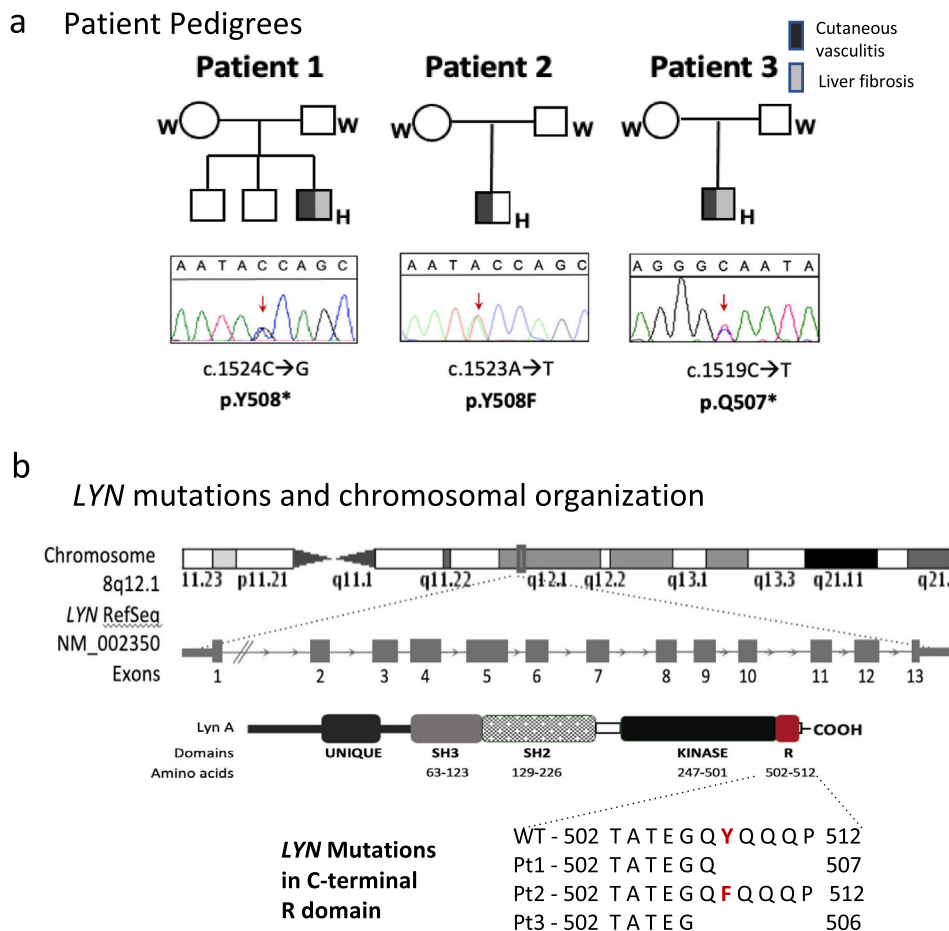 a Patient Pedigrees
Cutaneous
vasculitis
Liver fibrosis
Patient 1 Patient 2 Patient 3
W W W W W W
H H H
A A T A C C A G C
A A T A C C A G C
A G G G C A A T A
c.1524C→G c.1523A→T c.1519C→T
p.Y508* p.Y508F p.Q507*
b
LYN mutations and chromosomal organization
Chromosome
8q12.1
11.23 p11.21 q11.1 q11.22 q12.1 q12.2 q13.1 q13.3 q21.11 q21.
LYN RefSeq
NM_002350
Exons 1 2 3 4 5 6 7 8 9 10 11 12 13
Lyn A COOH
Domains UNIQUE SH3 SH2 KINASE R
Amino acids 63-123 129-226 247-501 502-512
LYN Mutations
in C-terminal
R domain
WT - 502 T A T E G Q Y Q Q Q P 512
Pt1 - 502 T A T E G Q 507
Pt2 - 502 T A T E G Q F Q Q Q P 512
Pt3 - 502 T A T E G 506